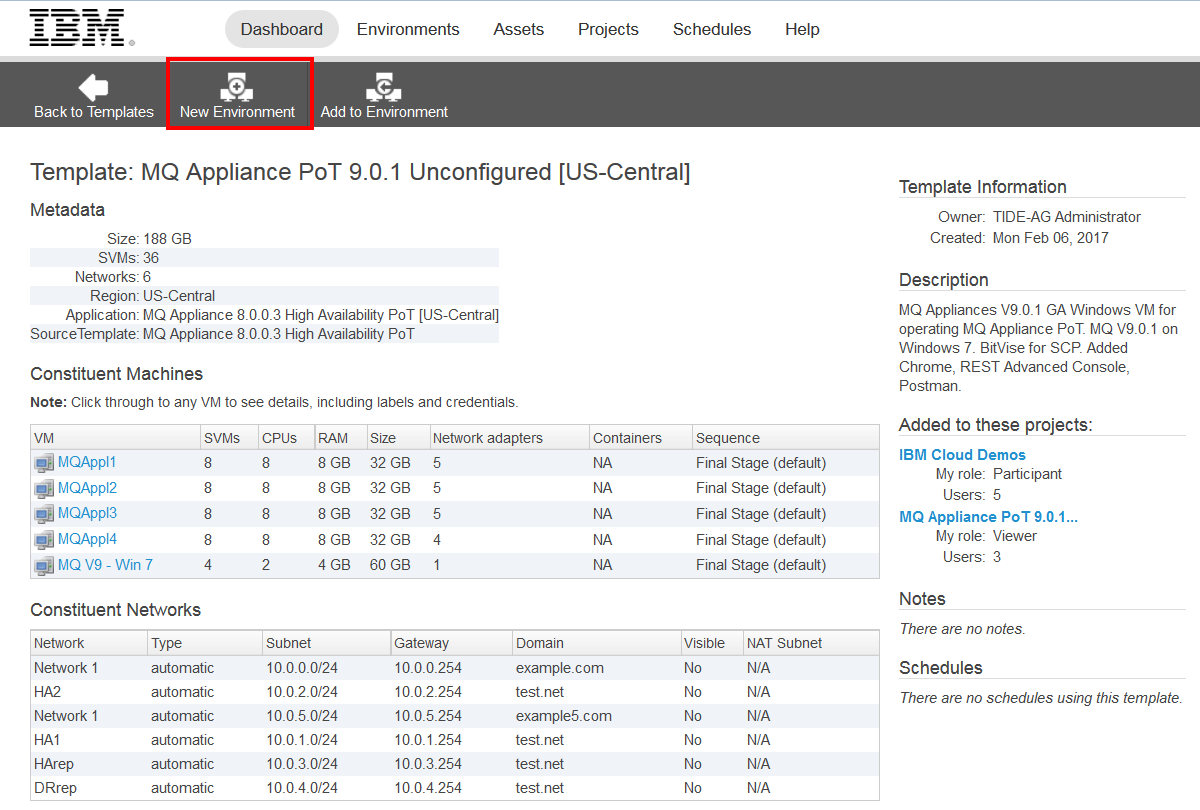 IBM
Dashboard Environments Assets Projects Schedules Help
Back to Templates New Environment Add to Environment
Template: MQ Appliance PoT 9.0.1 Unconfigured [US-Central]
Metadata
Size: 188 GB
SVMs: 36
Networks: 6
Region: US-Central
Application: MQ Appliance 8.0.0.3 High Availability PoT [US-Central]
SourceTemplate: MQ Appliance 8.0.0.3 High Availability PoT
Constituent Machines
Note: Click through to any VM to see details, including labels and credentials.
VM SVMs CPUs RAM Size Network adapters Containers Sequence
MQAppl1 8 8 8 GB 32 GB 5 NA Final Stage (default)
MQAppl2 8 8 8 GB 32 GB 5 NA Final Stage (default)
MQAppl3 8 8 8 GB 32 GB 5 NA Final Stage (default)
MQAppl4 8 8 8 GB 32 GB 4 NA Final Stage (default)
MQ V9 - Win 7 4 2 4 GB 60 GB 1 NA Final Stage (default)
Constituent Networks
Network Type Subnet Gateway Domain Visible NAT Subnet
Network 1 automatic 10.0.0.0/24 10.0.0.254 example.com No N/A
HA2 automatic 10.0.2.0/24 10.0.2.254 test.net No N/A
Network 1 automatic 10.0.5.0/24 10.0.5.254 example5.com No N/A
HA1 automatic 10.0.1.0/24 10.0.1.254 test.net No N/A
HArep automatic 10.0.3.0/24 10.0.3.254 test.net No N/A
DRrep automatic 10.0.4.0/24 10.0.4.254 test.net No N/A
Template Information
Owner: TIDE-AG Administrator
Created: Mon Feb 06, 2017
Description
MQ Appliances V9.0.1 GA Windows VM for
operating MQ Appliance PoT. MQ V9.0.1 on
Windows 7. BitVise for SCP. Added
Chrome, REST Advanced Console,
Postman.
Added to these projects:
IBM Cloud Demos
My role: Participant
Users: 5
MQ Appliance PoT 9.0.1...
My role: Viewer
Users: 3
Notes
There are no notes.
Schedules
There are no schedules using this template.